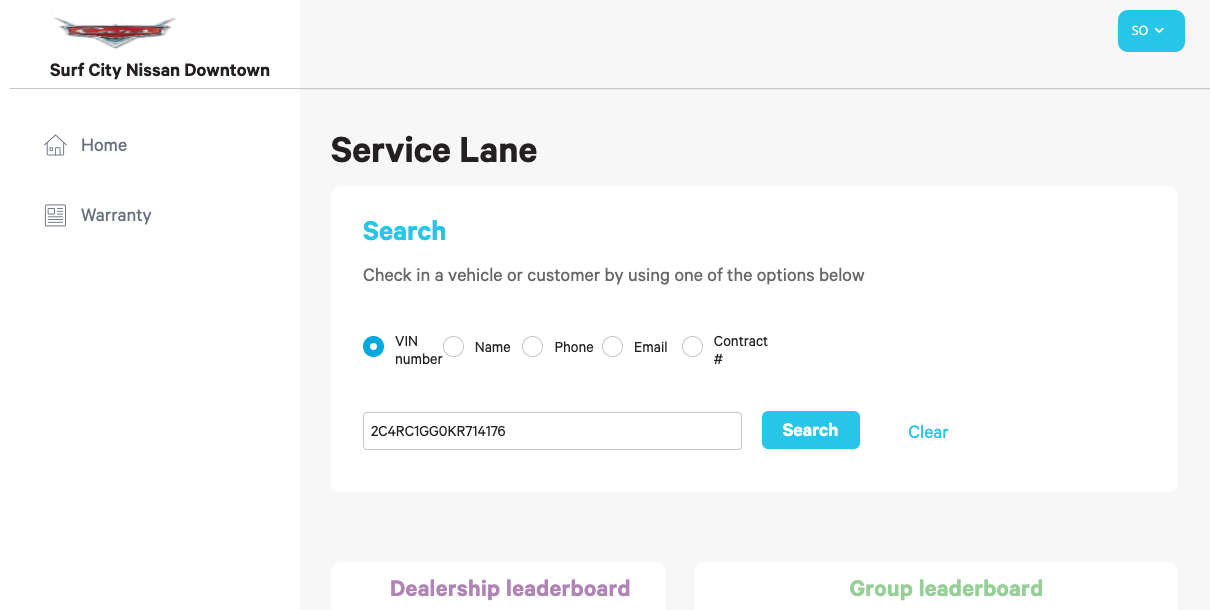 CARS
Surf City Nissan Downtown
SO
Home
Warranty
Service Lane
Search
Check in a vehicle or customer by using one of the options below
VIN
number
Name
Phone
Email
Contract
#
2C4RC1GG0KR714176
Search
Clear
Dealership leaderboard
Group leaderboard